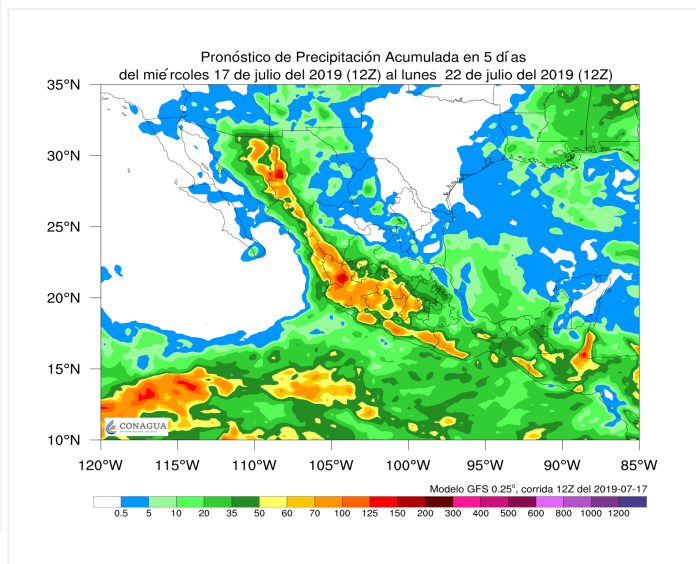 Pronóstico de Precipitación Acumulada en 5 días
del miércoles 17 de julio del 2019 (12Z) al lunes 22 de julio del 2019 (12Z)
35°N
30°N
25°N
20°N
15°N
10°N
CONAGUA
120°W 115°W 110°W 105°W 100°W 95°W 90°W 85°W
Modelo GFS 0.25°, corrida 12Z del 2019-07-17
0.5 5 10 20 35 50 60 70 100 125 150 200 300 400 500 600 800 1000 1200